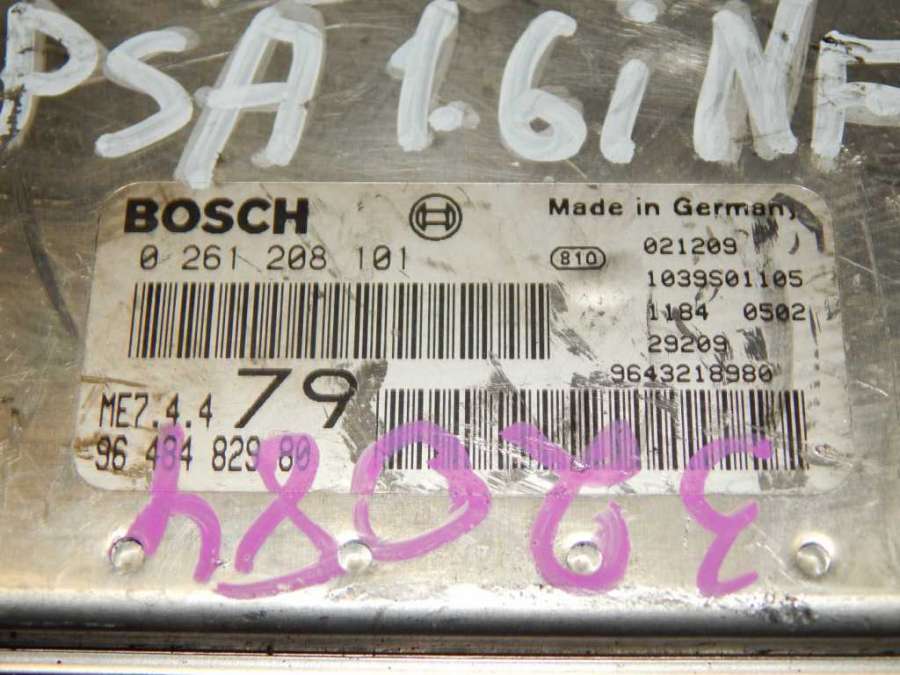 PSA 1.6i NF
BOSCH
Made in Germany
0 261 208 101
810
021209
1039S01105
1184 0502
29209
9643218980
79
ME7.4.4
96 484 829 80